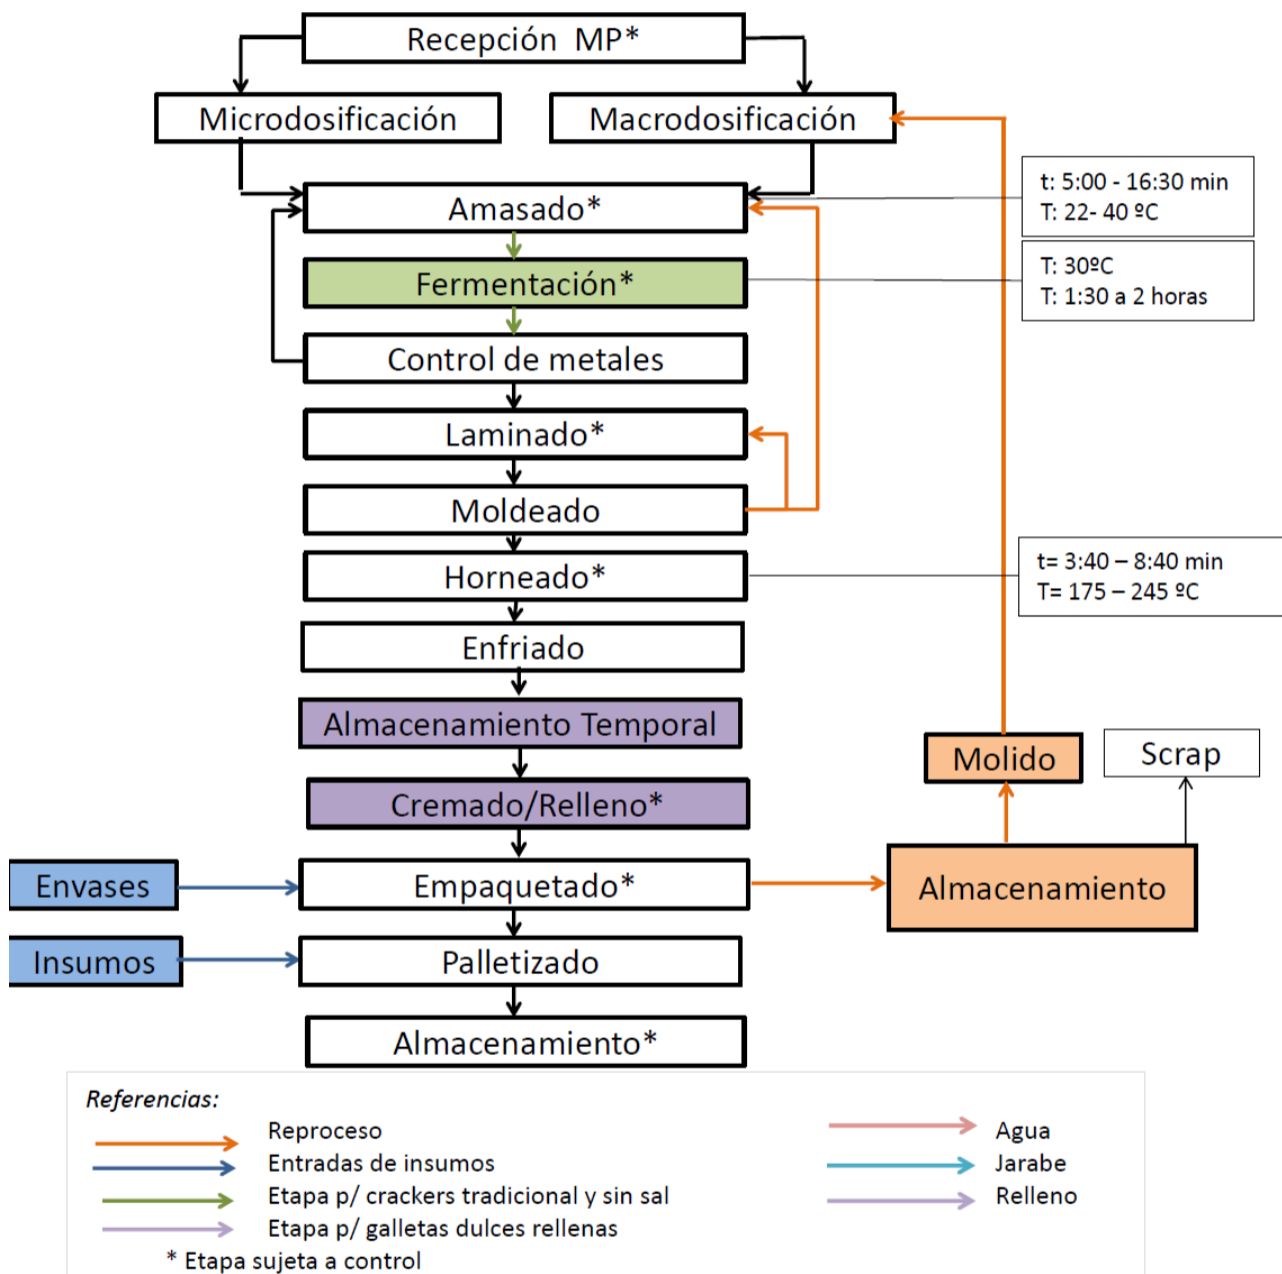 Recepción MP*
Microdosificación
Macrodosificación
Amasado*
t: 5:00 - 16:30 min
T: 22- 40 ºC
Fermentación*
T: 30ºC
T: 1:30 a 2 horas
Control de metales
Laminado*
Moldeado
Horneado*
t= 3:40 – 8:40 min
T= 175 – 245 ºC
Enfriado
Almacenamiento Temporal
Molido
Scrap
Cremado/Relleno*
Envases
Empaquetado*
Almacenamiento
Insumos
Palletizado
Almacenamiento*
Referencias:
Reproceso
Entradas de insumos
Etapa p/ crackers tradicional y sin sal
Etapa p/ galletas dulces rellenas
* Etapa sujeta a control
Agua
Jarabe
Relleno